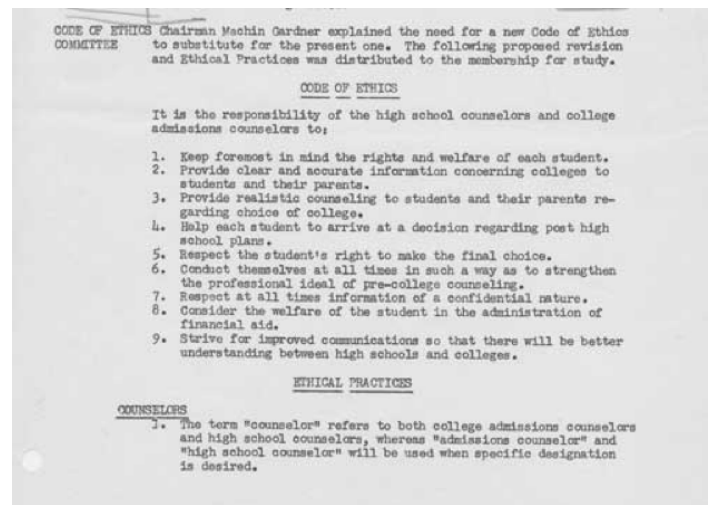 CODE OF ETHICS Chairman Machin Gardner explained the need for a new Code of Ethics
COMMITTEE to substitute for the present one. The following proposed revision
and Ethical Practices was distributed to the membership for study.
CODE OF ETHICS
It is the responsibility of the high school counselors and college
admissions counselors to:
1. Keep foremost in mind the rights and welfare of each student.
2. Provide clear and accurate information concerning colleges to
students and their parents.
3. Provide realistic counseling to students and their parents re-
garding choice of college.
4. Help each student to arrive at a decision regarding post high
school plans.
5. Respect the student's right to make the final choice.
6. Conduct themselves at all times in such a way as to strengthen
the professional ideal of pre-college counseling.
7. Respect at all times information of a confidential nature.
8. Consider the welfare of the student in the administration of
financial aid.
9. Strive for improved communications so that there will be better
understanding between high schools and colleges.
ETHICAL PRACTICES
COUNSELORS
1. The term "counselor" refers to both college admissions counselors
and high school counselors, whereas "admissions counselor" and
"high school counselor" will be used when specific designation
is desired.